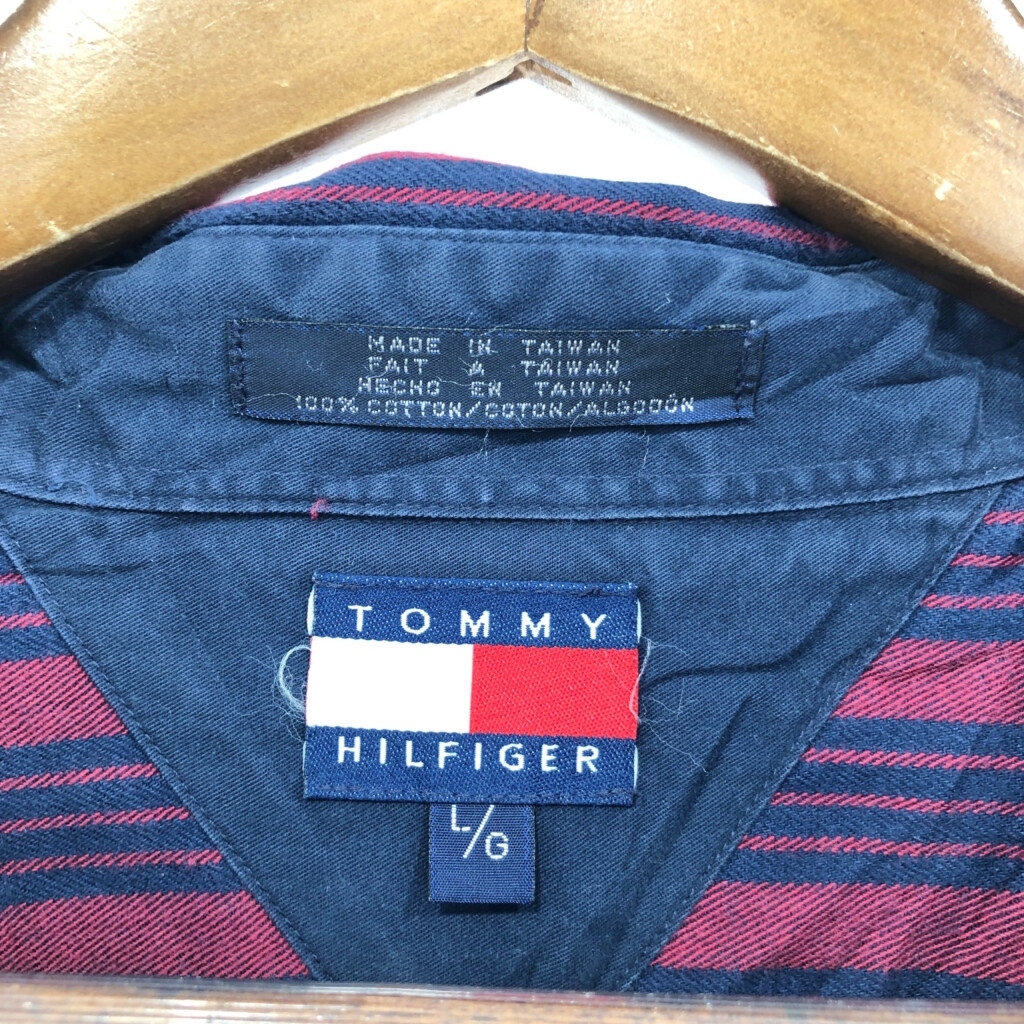 MADE IN TAIWAN
FAIT A TAIWAN
HECHO EN TAIWAN
100% COTTON/COTON/ALGODÓN
TOMMY
HILFIGER
L/G